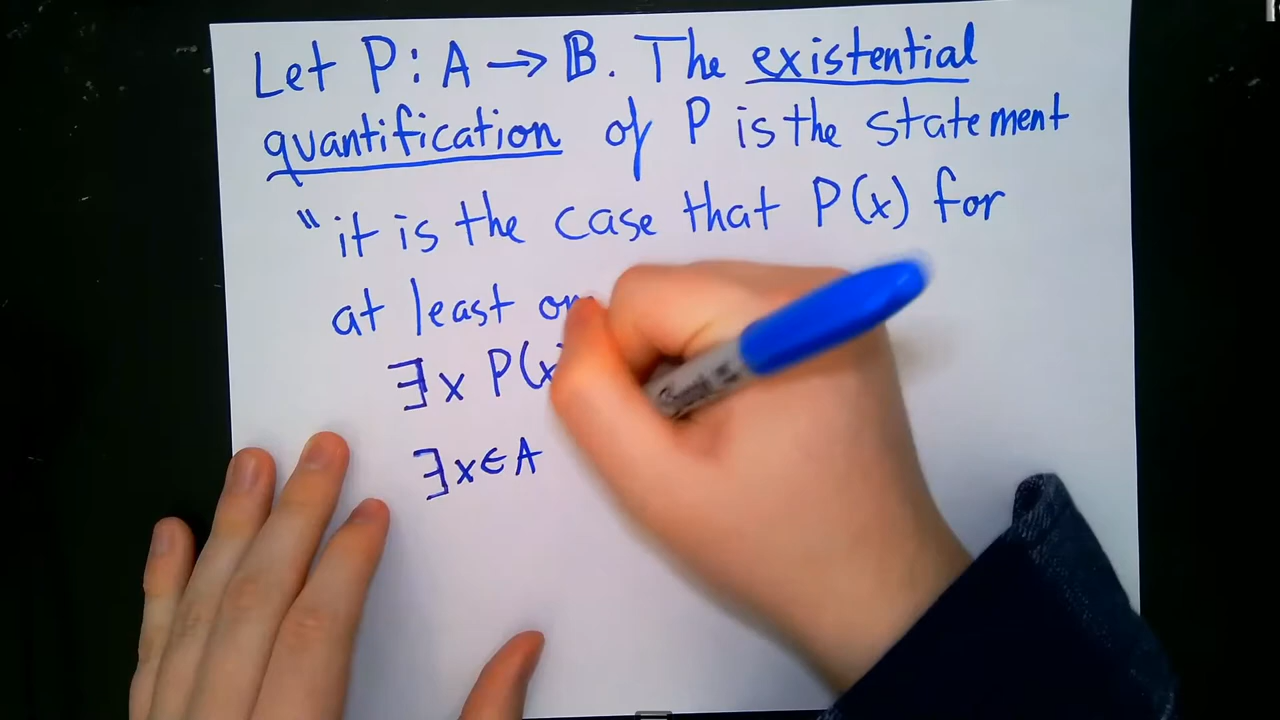 Let P : A → 𝔹. The existential
quantification of P is the statement
"it is the case that P(x) for
at least
∃x P(x
∃x∈A